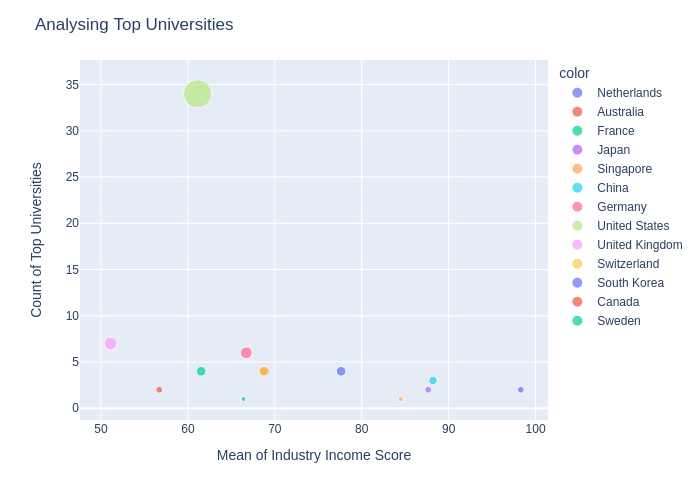 Analysing Top Universities
color
Netherlands
Australia
France
Japan
Singapore
China
Germany
United States
United Kingdom
Switzerland
South Korea
Canada
Sweden
Count of Top Universities
35
30
25
20
15
10
5
0
50 60 70 80 90 100
Mean of Industry Income Score